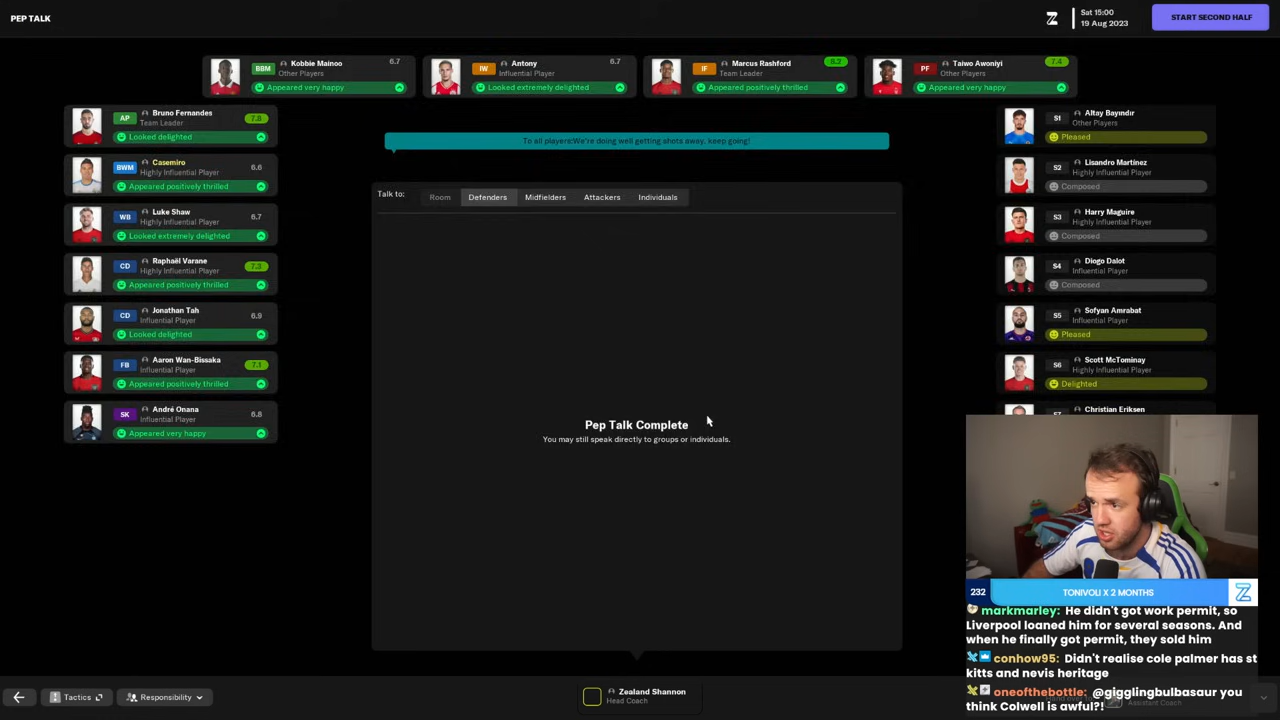 PEP TALK
Sat 15:00
19 Aug 2023
START SECOND HALF
BBM
Kobbie Mainoo
6.7
Other Players
Appeared very happy
IW
Antony
6.7
Influential Player
Looked extremely delighted
IF
Marcus Rashford
8.2
Team Leader
Appeared positively thrilled
PF
Taiwo Awoniyi
7.4
Other Players
Appeared very happy
AP
Bruno Fernandes
7.8
Team Leader
Looked delighted
BWM
Casemiro
6.6
Highly Influential Player
Appeared positively thrilled
WB
Luke Shaw
6.7
Highly Influential Player
Looked extremely delighted
CD
Raphaël Varane
7.3
Highly Influential Player
Appeared positively thrilled
CD
Jonathan Tah
6.9
Influential Player
Looked delighted
FB
Aaron Wan-Bissaka
7.1
Influential Player
Appeared positively thrilled
SK
André Onana
6.8
Influential Player
Appeared very happy
To all players:We're doing well getting shots away, keep going!
Talk to:
Room
Defenders
Midfielders
Attackers
Individuals
Pep Talk Complete
You may still speak directly to groups or individuals.
S1
Altay Bayındır
Other Players
Pleased
S2
Lisandro Martínez
Highly Influential Player
Composed
S3
Harry Maguire
Highly Influential Player
Composed
S4
Diogo Dalot
Influential Player
Composed
S5
Sofyan Amrabat
Influential Player
Pleased
S6
Scott McTominay
Highly Influential Player
Delighted
Christian Eriksen
232
TONIVOLI X 2 MONTHS
markmarley: He didn't got work permit, so
Liverpool loaned him for several seasons. And
when he finally got permit, they sold him
conhow95: Didn't realise cole palmer has st
kitts and nevis heritage
oneofthebottle: @gigglingbulbasaur you
think Colwell is awful?!
Assistant Coach
Tactics
Responsibility
Zealand Shannon
Head Coach